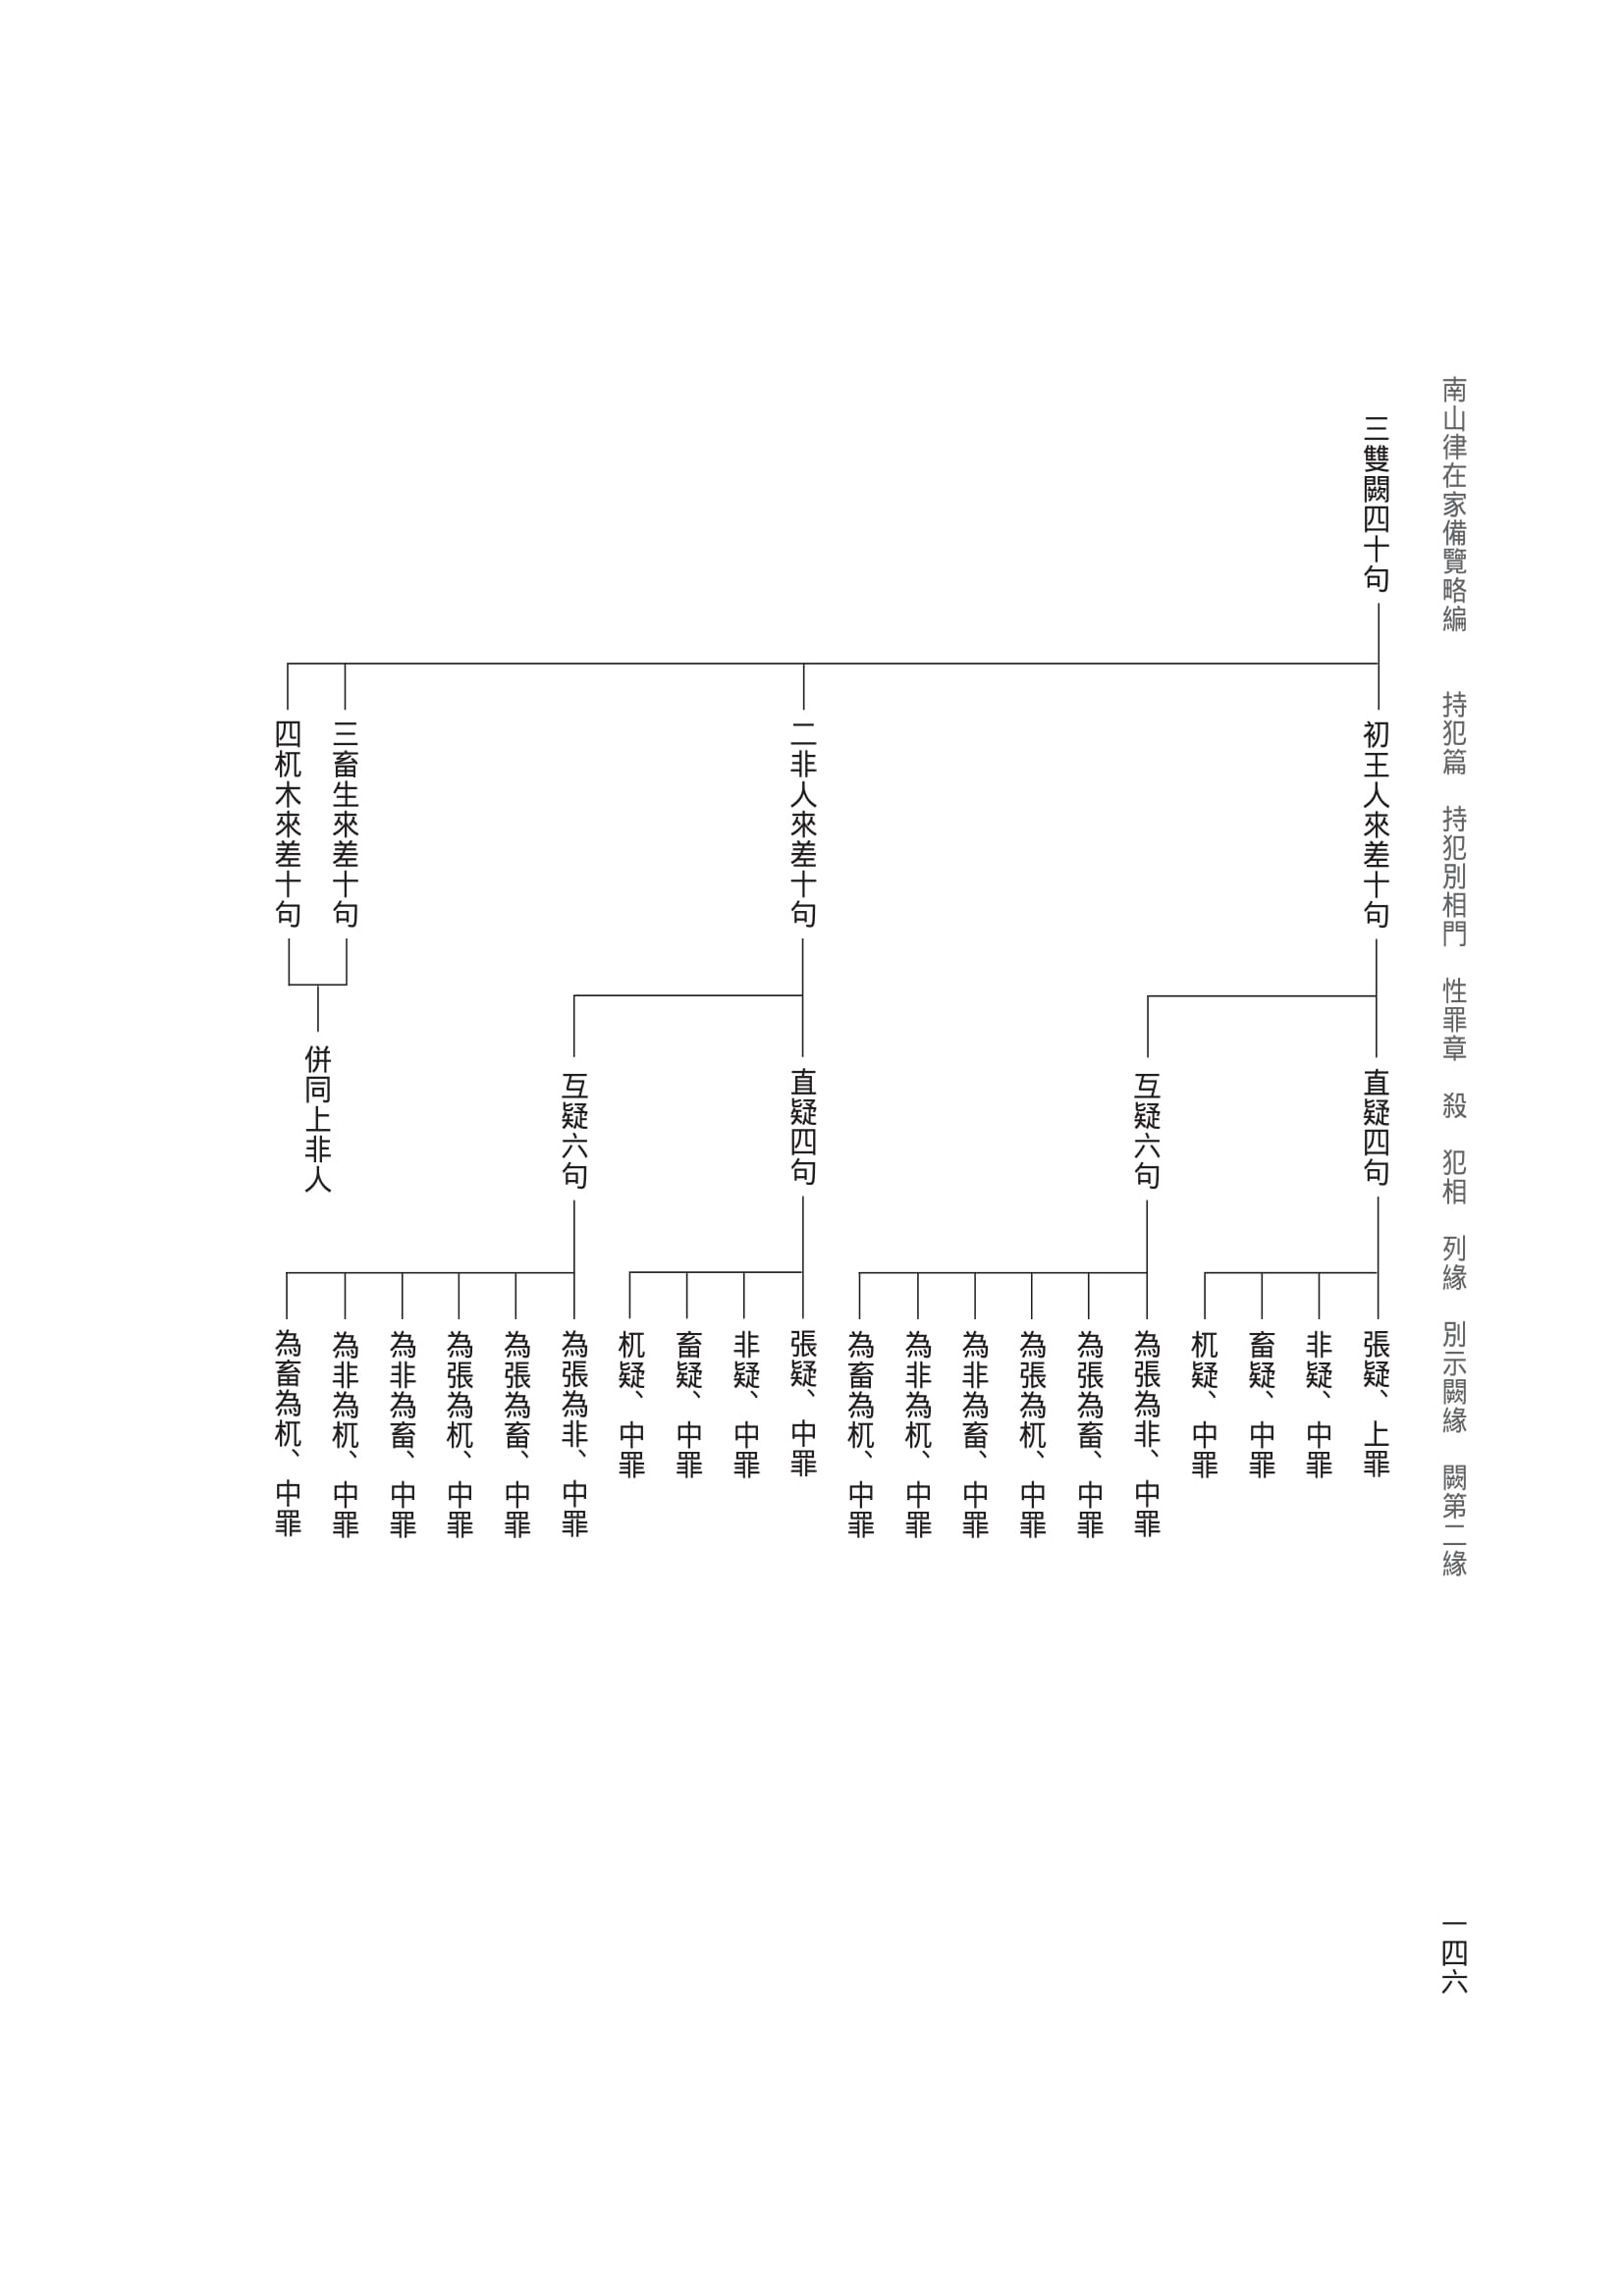 南山律在家備覽略編　持犯篇　持犯別相門　性罪章　殺　犯相　列緣　別示闕緣　闕第二緣
三雙闕四十句
初王人來差十句
直疑四句
張疑、上罪
非疑、中罪
畜疑、中罪
杌疑、中罪
互疑六句
為張為非、中罪
為張為畜、中罪
為張為杌、中罪
為非為畜、中罪
為非為杌、中罪
為畜為杌、中罪
二非人來差十句
直疑四句
張疑、中罪
非疑、中罪
畜疑、中罪
杌疑、中罪
互疑六句
為張為非、中罪
為張為畜、中罪
為張為杌、中罪
為非為畜、中罪
為非為杌、中罪
為畜為杌、中罪
三畜生來差十句
四杌木來差十句
併同上非人
一四六